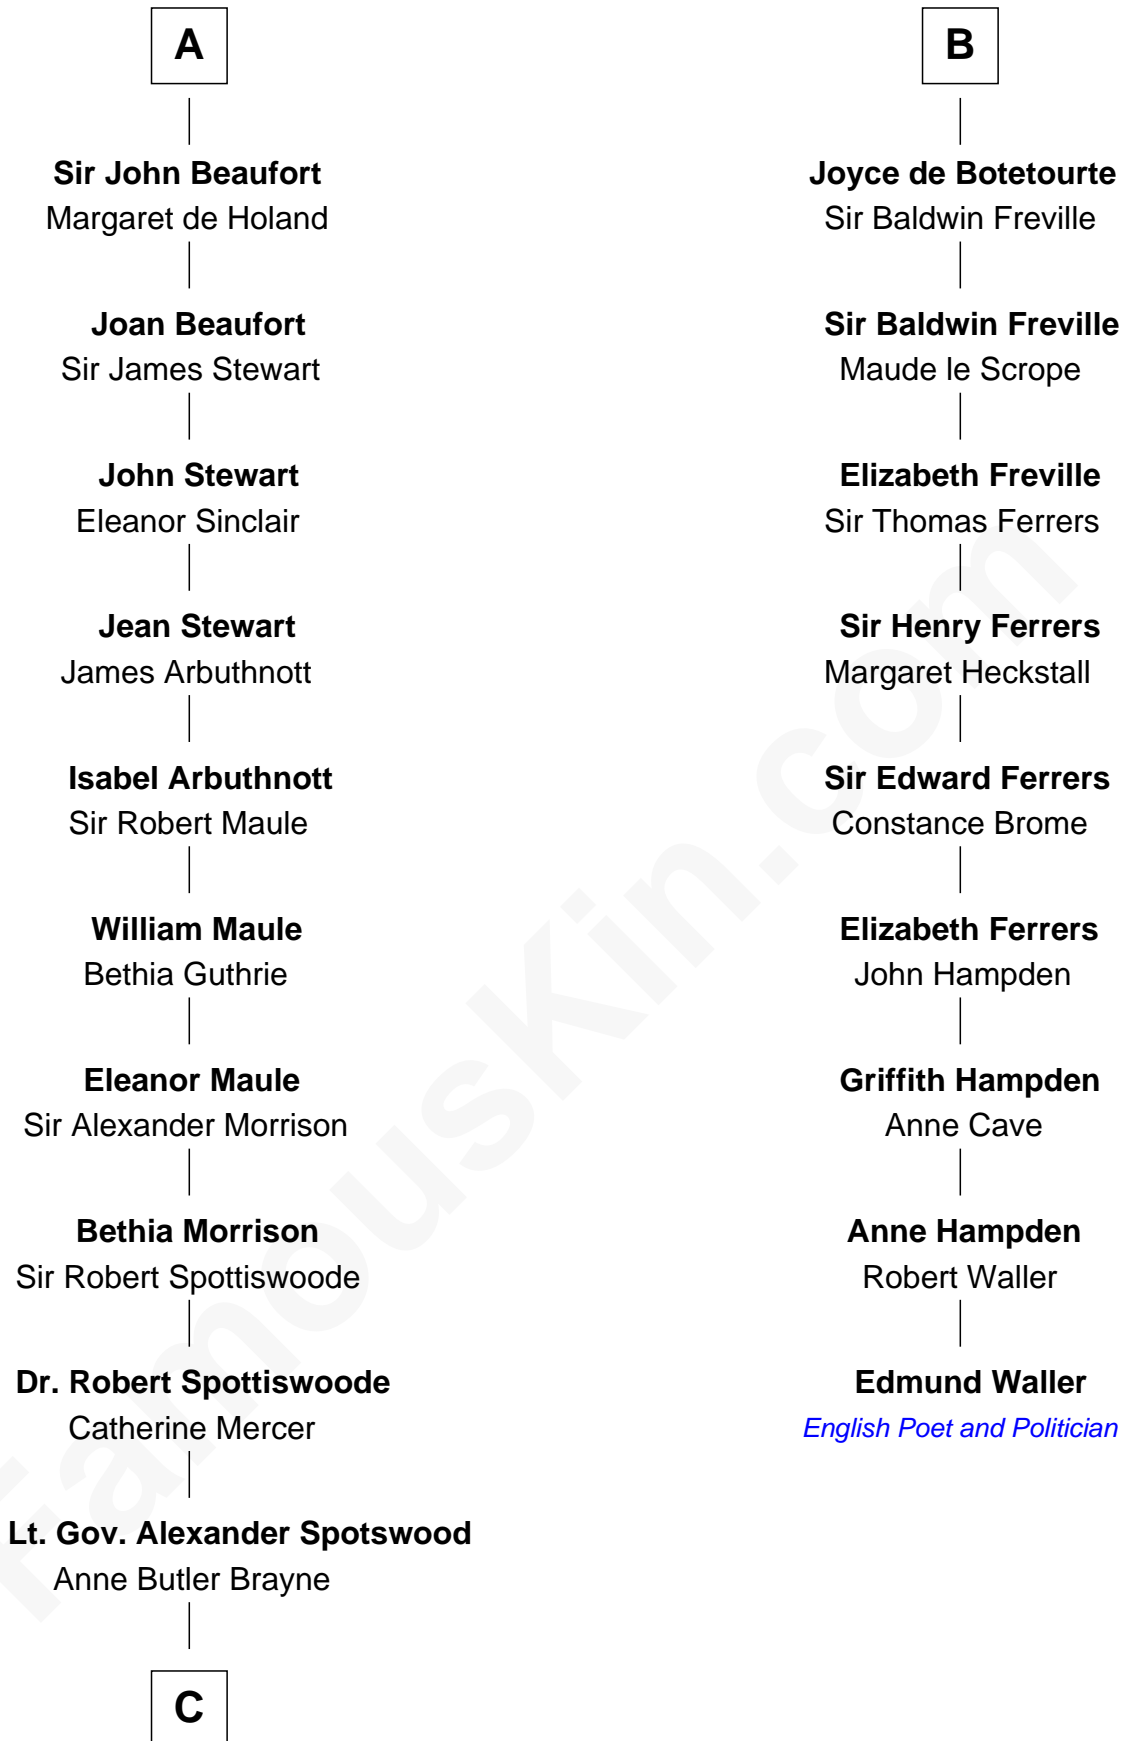 A
Sir John Beaufort
Margaret de Holand
Joan Beaufort
Sir James Stewart
John Stewart
Eleanor Sinclair
Jean Stewart
James Arbuthnott
Isabel Arbuthnott
Sir Robert Maule
William Maule
Bethia Guthrie
Eleanor Maule
Sir Alexander Morrison
Bethia Morrison
Sir Robert Spottiswoode
Dr. Robert Spottiswoode
Catherine Mercer
Lt. Gov. Alexander Spotswood
Anne Butler Brayne
C
B
Joyce de Botetourte
Sir Baldwin Freville
Sir Baldwin Freville
Maude le Scrope
Elizabeth Freville
Sir Thomas Ferrers
Sir Henry Ferrers
Margaret Heckstall
Sir Edward Ferrers
Constance Brome
Elizabeth Ferrers
John Hampden
Griffith Hampden
Anne Cave
Anne Hampden
Robert Waller
Edmund Waller
English Poet and Politician
FamousKin.com